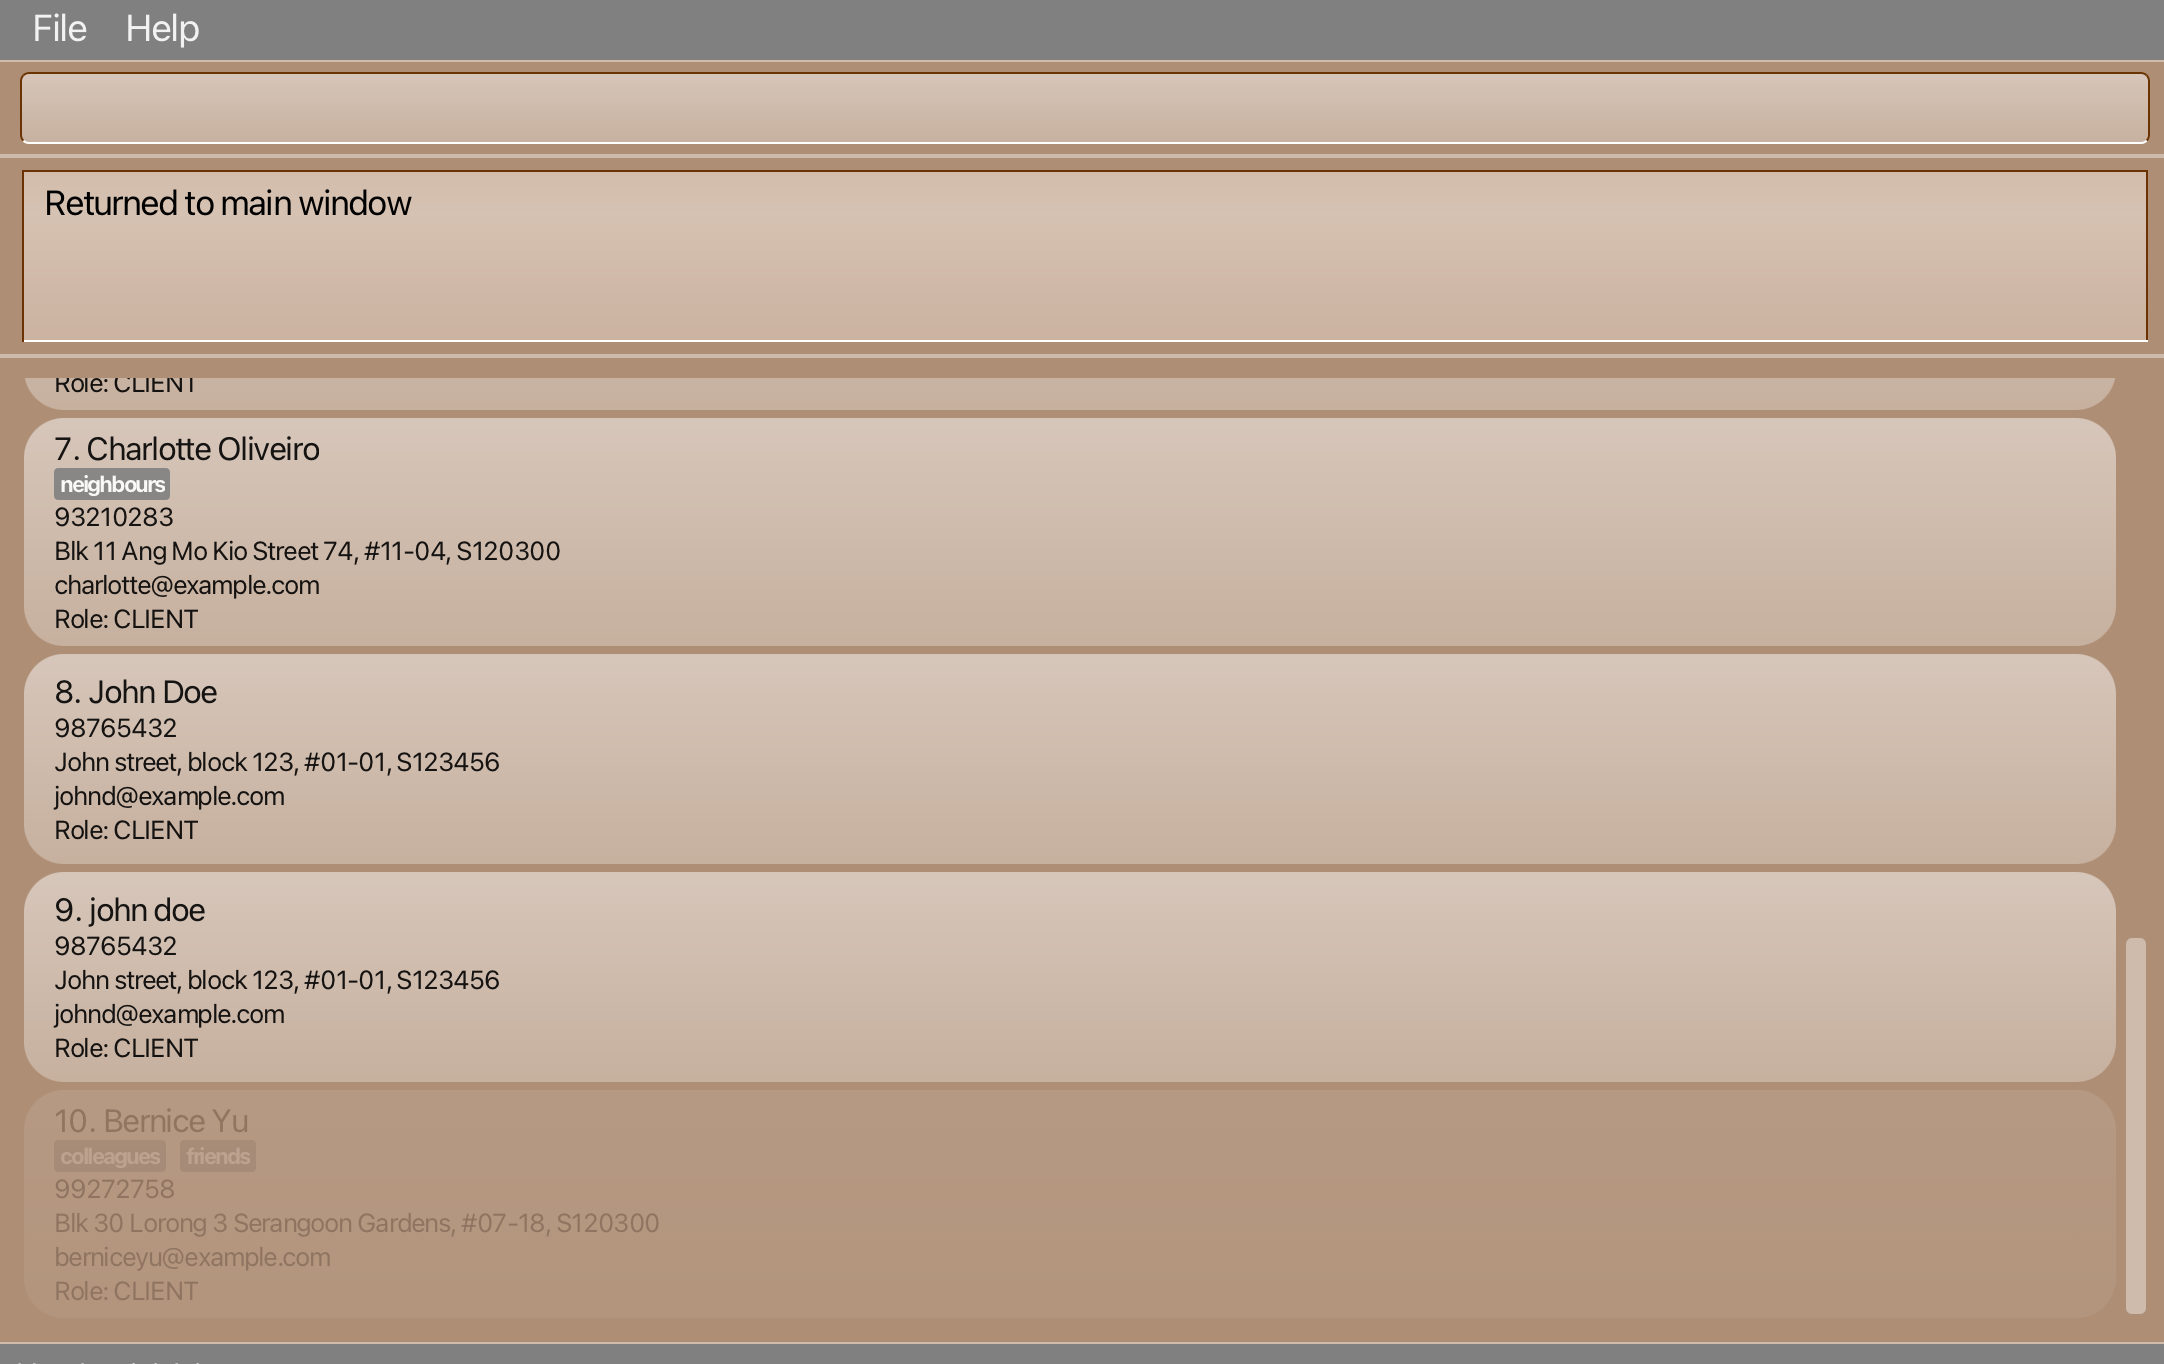 File Help
Returned to main window
Role: CLIENT
7. Charlotte Oliveiro
neighbours
93210283
Blk 11 Ang Mo Kio Street 74, #11-04, S120300
charlotte@example.com
Role: CLIENT
8. John Doe
98765432
John street, block 123, #01-01, S123456
johnd@example.com
Role: CLIENT
9. john doe
98765432
John street, block 123, #01-01, S123456
johnd@example.com
Role: CLIENT
10. Bernice Yu
colleagues friends
99272758
Blk 30 Lorong 3 Serangoon Gardens, #07-18, S120300
berniceyu@example.com
Role: CLIENT